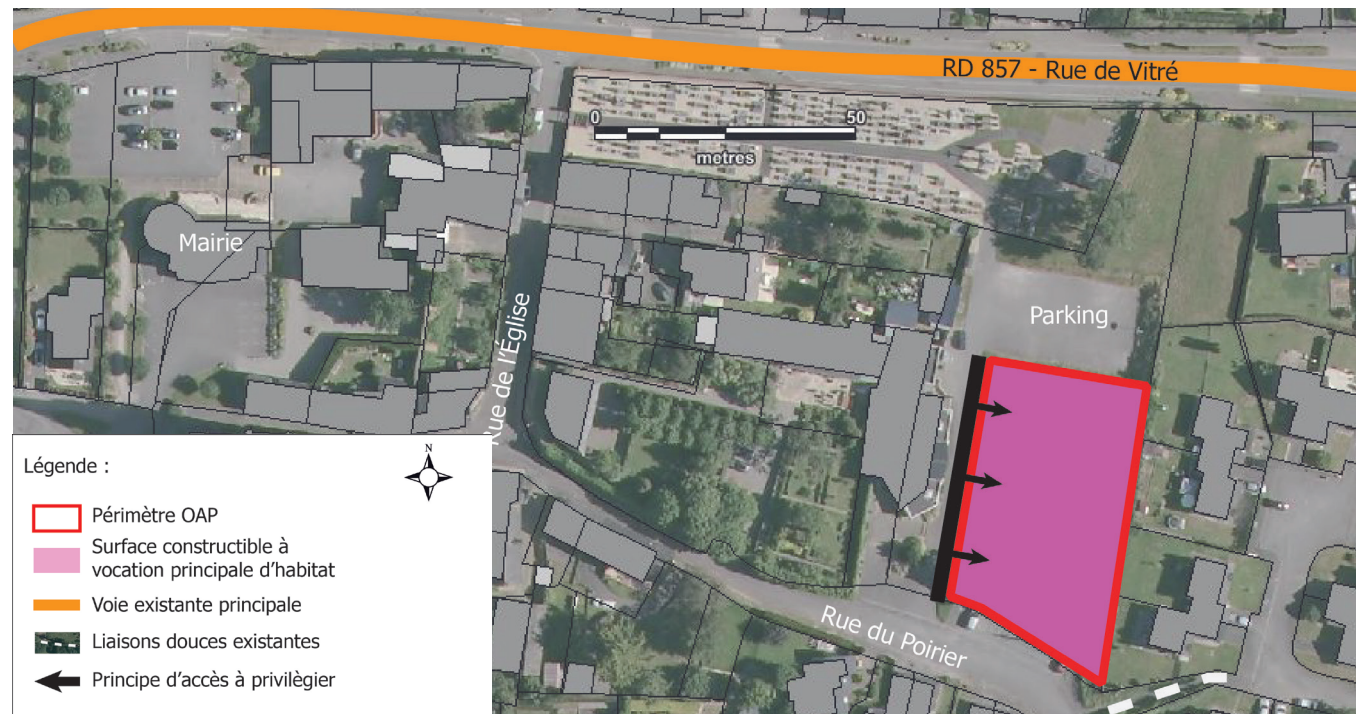 RD 857 - Rue de Vitré
0 50
metres
Mairie
Rue de l'Église
Parking
Rue du Poirier
Légende :
N
Périmètre OAP
Surface constructible à
vocation principale d'habitat
Voie existante principale
Liaisons douces existantes
Principe d'accès à privilègier